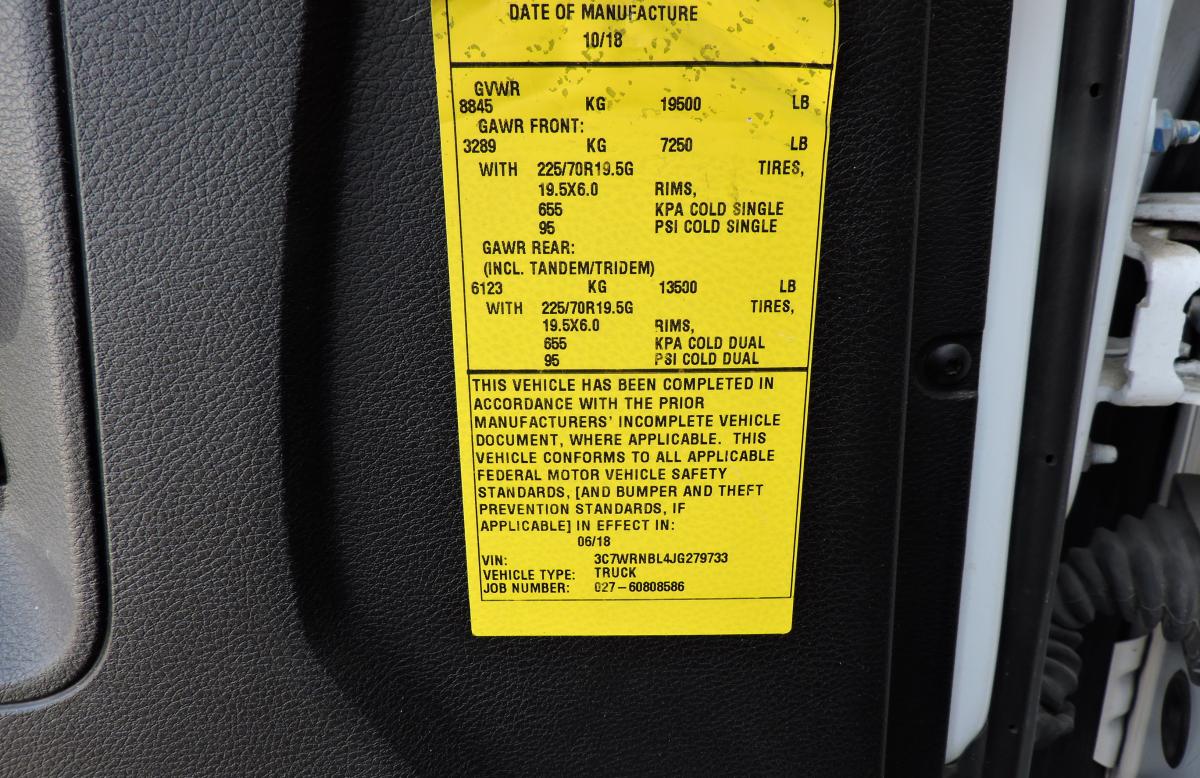 DATE OF MANUFACTURE
10/18
GVWR
8845 KG 19500 LB
GAWR FRONT:
3289 KG 7250 LB
WITH 225/70R19.5G TIRES,
19.5X6.0 RIMS,
655 KPA COLD SINGLE
95 PSI COLD SINGLE
GAWR REAR:
(INCL. TANDEM/TRIDEM)
6123 KG 13500 LB
WITH 225/70R19.5G TIRES,
19.5X6.0 RIMS,
655 KPA COLD DUAL
95 PSI COLD DUAL
THIS VEHICLE HAS BEEN COMPLETED IN
ACCORDANCE WITH THE PRIOR
MANUFACTURERS' INCOMPLETE VEHICLE
DOCUMENT, WHERE APPLICABLE. THIS
VEHICLE CONFORMS TO ALL APPLICABLE
FEDERAL MOTOR VEHICLE SAFETY
STANDARDS, [AND BUMPER AND THEFT
PREVENTION STANDARDS, IF
APPLICABLE] IN EFFECT IN:
06/18
VIN: 3C7WRNBL4JG279733
VEHICLE TYPE: TRUCK
JOB NUMBER: 027-60808586